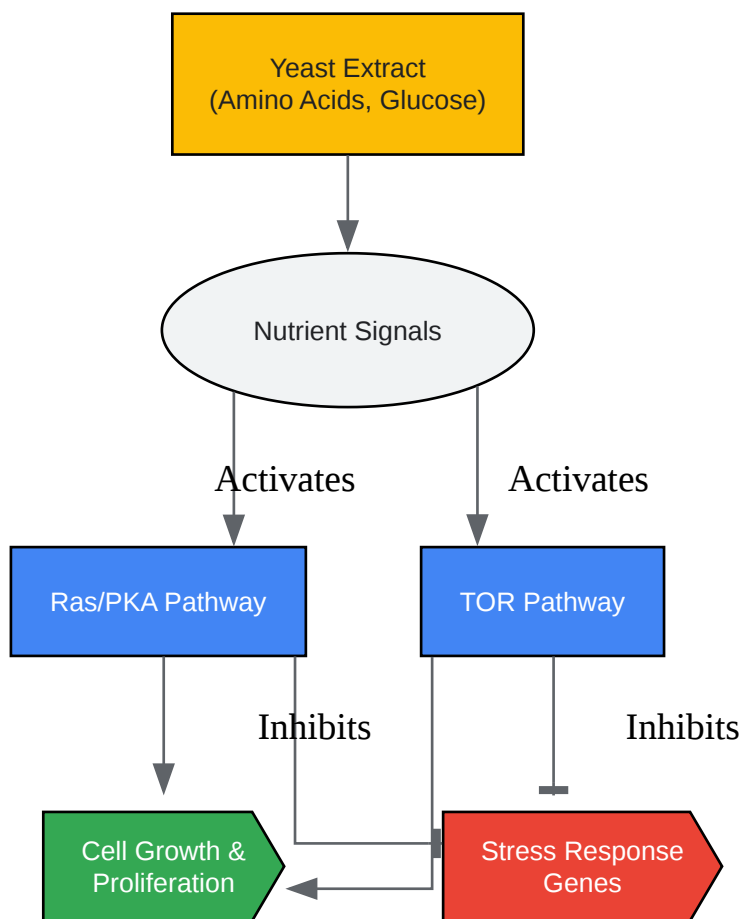 Yeast Extract
(Amino Acids, Glucose)
Nutrient Signals
Activates
Activates
Ras/PKA Pathway
TOR Pathway
Inhibits
Inhibits
Cell Growth &
Proliferation
Stress Response
Genes